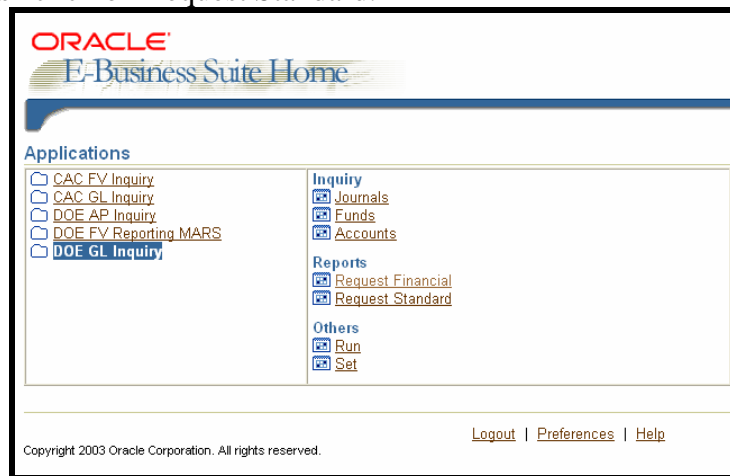 Request Standard.
ORACLE
E-Business Suite Home
Applications
CAC FV Inquiry
CAC GL Inquiry
DOE AP Inquiry
DOE FV Reporting MARS
DOE GL Inquiry
Inquiry
Journals
Funds
Accounts
Reports
Request Financial
Request Standard
Others
Run
Set
Logout | Preferences | Help
Copyright 2003 Oracle Corporation. All rights reserved.